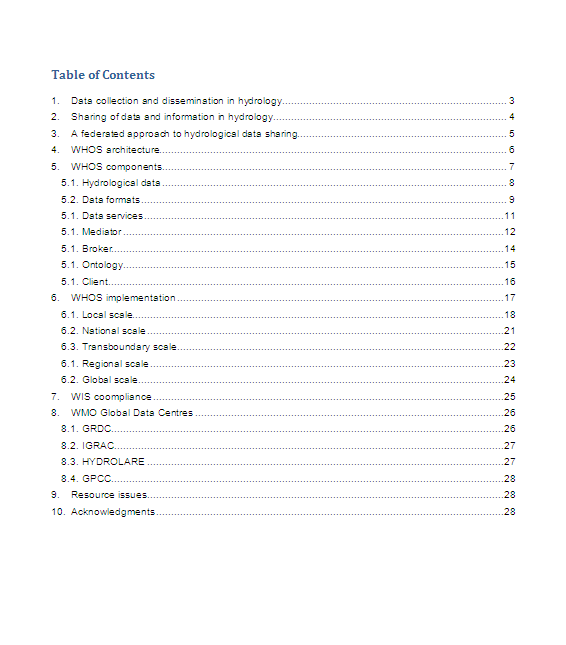 Table of Contents
1. Data collection and dissemination in hydrology 3
2. Sharing of data and information in hydrology 4
3. A federated approach to hydrological data sharing 5
4. WHOS architecture 6
5. WHOS components 7
5.1. Hydrological data 8
5.2. Data formats 9
5.1. Data services 11
5.1. Mediator 12
5.1. Broker 14
5.1. Ontology 15
5.1. Client 16
6. WHOS implementation 17
6.1. Local scale 18
6.2. National scale 21
6.3. Transboundary scale 22
6.1. Regional scale 23
6.2. Global scale 24
7. WIS coompliance 25
8. WMO Global Data Centres 26
8.1. GRDC 26
8.2. IGRAC 27
8.3. HYDROLARE 27
8.4. GPCC 28
9. Resource issues 28
10. Acknowledgments 28